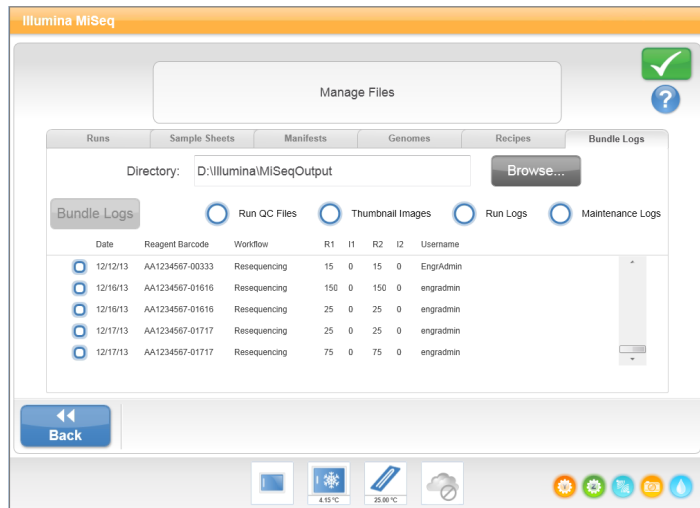 Illumina MiSeq
Manage Files
?
Runs Sample Sheets Manifests Genomes Recipes Bundle Logs
Directory: D:\Illumina\MiSeqOutput Browse...
Bundle Logs Run QC Files Thumbnail Images Run Logs Maintenance Logs
Date Reagent Barcode Workflow R1 I1 R2 I2 Username
12/12/13 AA1234567-00333 Resequencing 15 0 15 0 EngrAdmin
12/16/13 AA1234567-01616 Resequencing 150 0 150 0 engradmin
12/16/13 AA1234567-01616 Resequencing 25 0 25 0 engradmin
12/17/13 AA1234567-01717 Resequencing 25 0 25 0 engradmin
12/17/13 AA1234567-01717 Resequencing 75 0 75 0 engradmin
Back
4.15 °C 25.00 °C